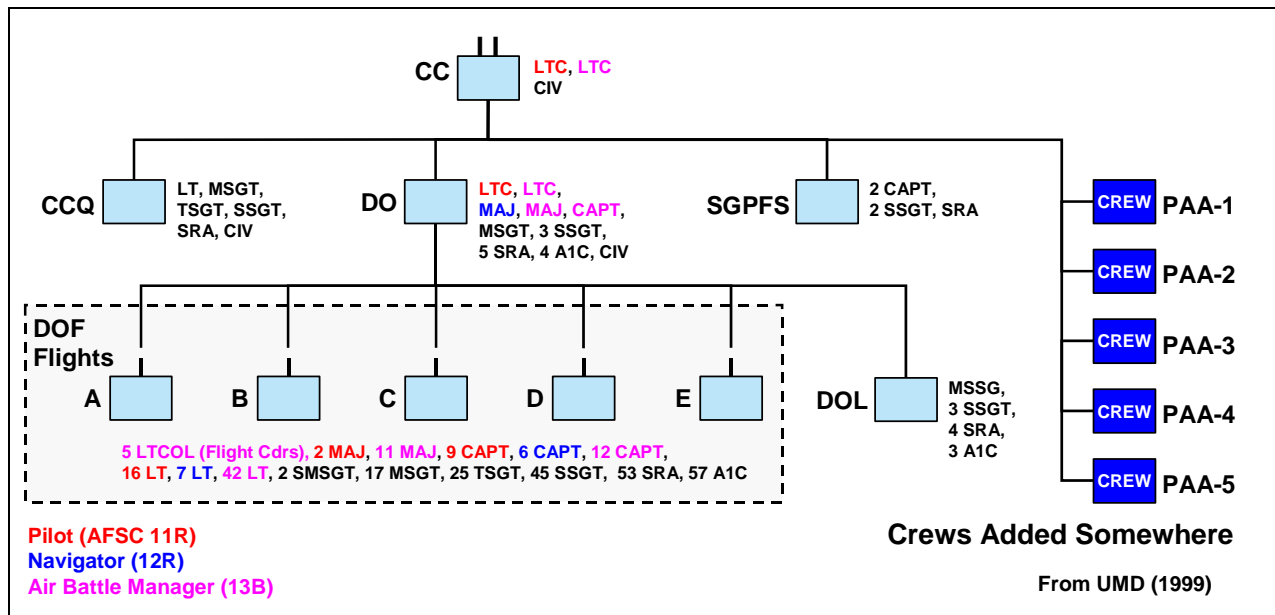 CC
LTC, LTC
CIV
CCQ
LT, MSGT,
TSGT, SSGT,
SRA, CIV
DO
LTC, LTC,
MAJ, MAJ, CAPT,
MSGT, 3 SSGT,
5 SRA, 4 A1C, CIV
SGPFS
2 CAPT,
2 SSGT, SRA
CREW PAA-1
CREW PAA-2
CREW PAA-3
CREW PAA-4
CREW PAA-5
DOF
Flights
A
B
C
D
E
DOL
MSSG,
3 SSGT,
4 SRA,
3 A1C
5 LTCOL (Flight Cdrs), 2 MAJ, 11 MAJ, 9 CAPT, 6 CAPT, 12 CAPT,
16 LT, 7 LT, 42 LT, 2 SMSGT, 17 MSGT, 25 TSGT, 45 SSGT, 53 SRA, 57 A1C
Pilot (AFSC 11R)
Navigator (12R)
Air Battle Manager (13B)
Crews Added Somewhere
From UMD (1999)